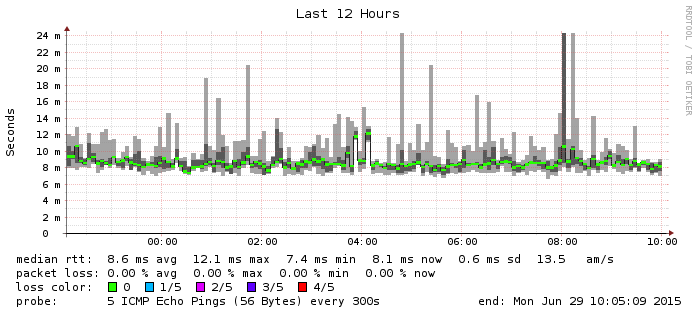 Last 12 Hours
RRDTOOL / TOBI OETIKER
Seconds
24 m
22 m
20 m
18 m
16 m
14 m
12 m
10 m
8 m
6 m
4 m
2 m
0
00:00 02:00 04:00 06:00 08:00 10:00
median rtt: 8.6 ms avg 12.1 ms max 7.4 ms min 8.1 ms now 0.6 ms sd 13.5 am/s
packet loss: 0.00 % avg 0.00 % max 0.00 % min 0.00 % now
loss color: 0 1/5 2/5 3/5 4/5
probe: 5 ICMP Echo Pings (56 Bytes) every 300s end: Mon Jun 29 10:05:09 2015